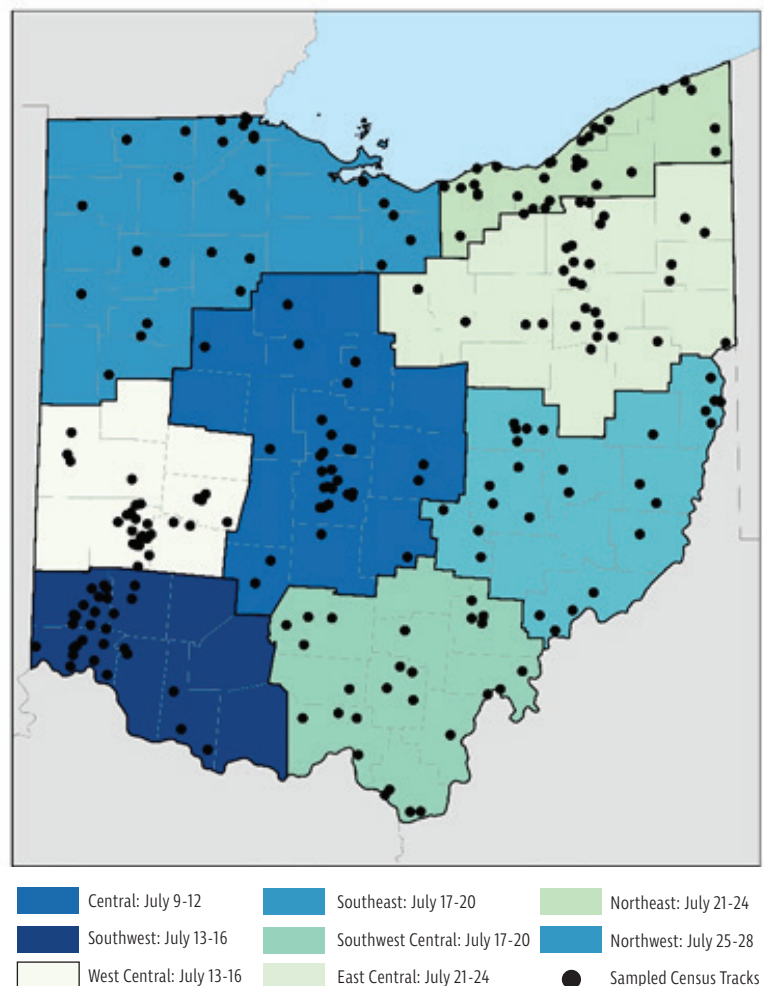 Central: July 9-12
Southeast: July 17-20
Northeast: July 21-24
Southwest: July 13-16
Southwest Central: July 17-20
Northwest: July 25-28
West Central: July 13-16
East Central: July 21-24
Sampled Census Tracks